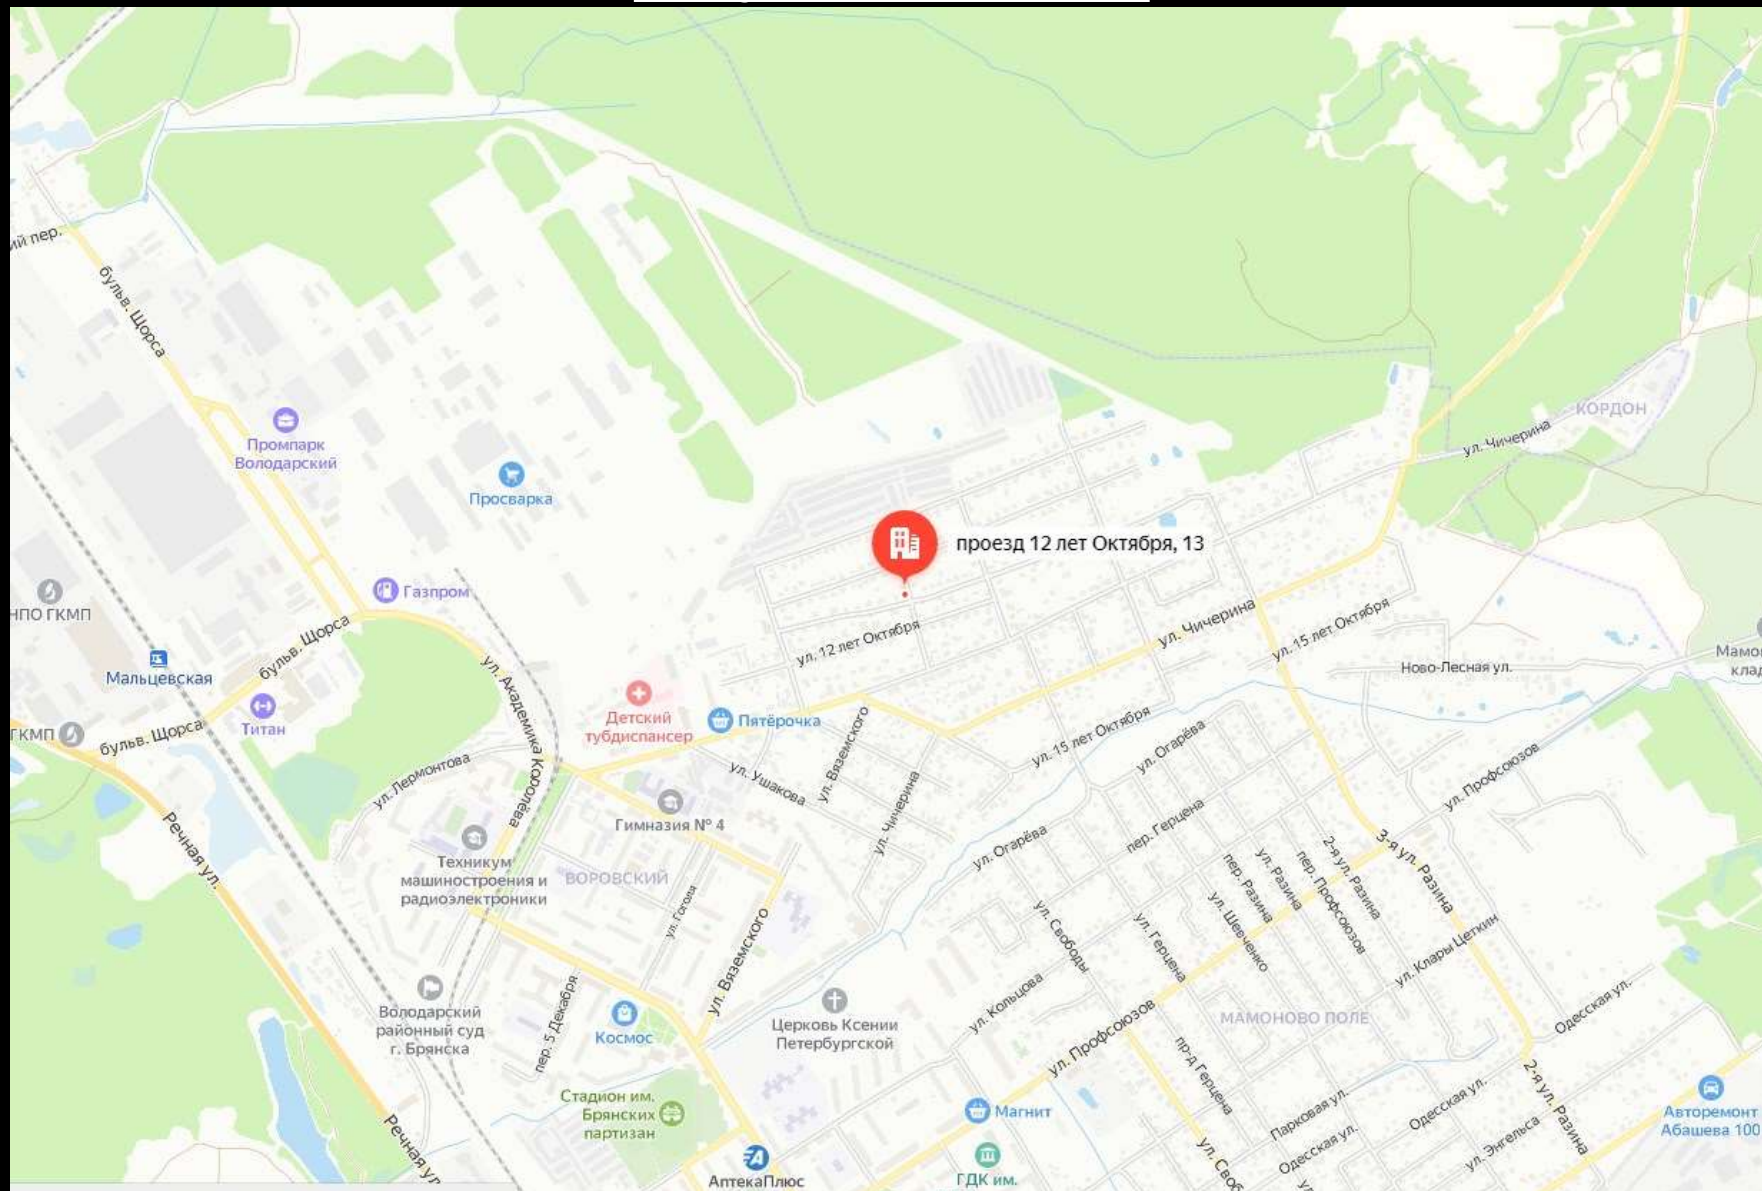 ий пер.
бульв. Щорса
КОРДОН
ул. Чичерина
Промпарк
Володарский
Просварка
проезд 12 лет Октября, 13
Газпром
НПО ГКМП
бульв. Щорса
ул. 12 лет Октября
ул. Чичерина
ул. 15 лет Октября
Мальцевская
ул. Академика Королёва
Ново-Лесная ул.
Мамо
клад
Детский
тубдиспансер
Пятёрочка
Титан
ГКМП
бульв. Щорса
ул. Лермонтова
ул. Ушакова
ул. Вяземского
ул. 15 лет Октября
ул. Огарёва
ул. Профсоюзов
Речная ул.
Гимназия № 4
ул. Чичерина
ул. Огарёва
пер. Герцена
Техникум
машиностроения и
радиоэлектроники
ВОРОВСКИЙ
ул. Гоголя
пер. Разина
ул. Разина
пер. Профсоюзов
2-я ул. Разина
3-я ул. Разина
ул. Шевченко
ул. Свободы
ул. Герцена
ул. Клары Цеткин
ул. Вяземского
Володарский
районный суд
г. Брянска
пер. 5 Декабря
Космос
Церковь Ксении
Петербургской
ул. Кольцова
ул. Профсоюзов
МАМОНОВО ПОЛЕ
Одесская ул.
пр-д Герцена
2-я ул. Разина
Стадион им.
Брянских
партизан
Магнит
Парковая ул.
Одесская ул.
Одесская ул.
ул. Энгельса
Авторемонт
Абашева 100
Речная ул
АптекаПлюс
ГДК им.
ул. Своб